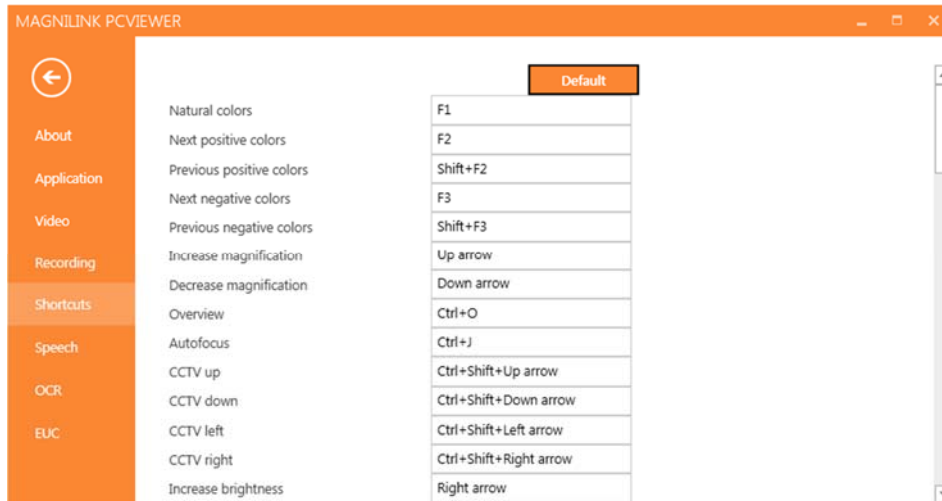 MAGNILINK PCVIEWER
About
Application
Video
Recording
Shortcuts
Speech
OCR
EUC
Default
Natural colors F1
Next positive colors F2
Previous positive colors Shift+F2
Next negative colors F3
Previous negative colors Shift+F3
Increase magnification Up arrow
Decrease magnification Down arrow
Overview Ctrl+O
Autofocus Ctrl+J
CCTV up Ctrl+Shift+Up arrow
CCTV down Ctrl+Shift+Down arrow
CCTV left Ctrl+Shift+Left arrow
CCTV right Ctrl+Shift+Right arrow
Increase brightness Right arrow